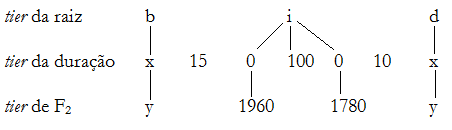 tier da raiz b i d
tier da duração x 15 0 100 0 10 x
tier de F₂ y 1960 1780 y